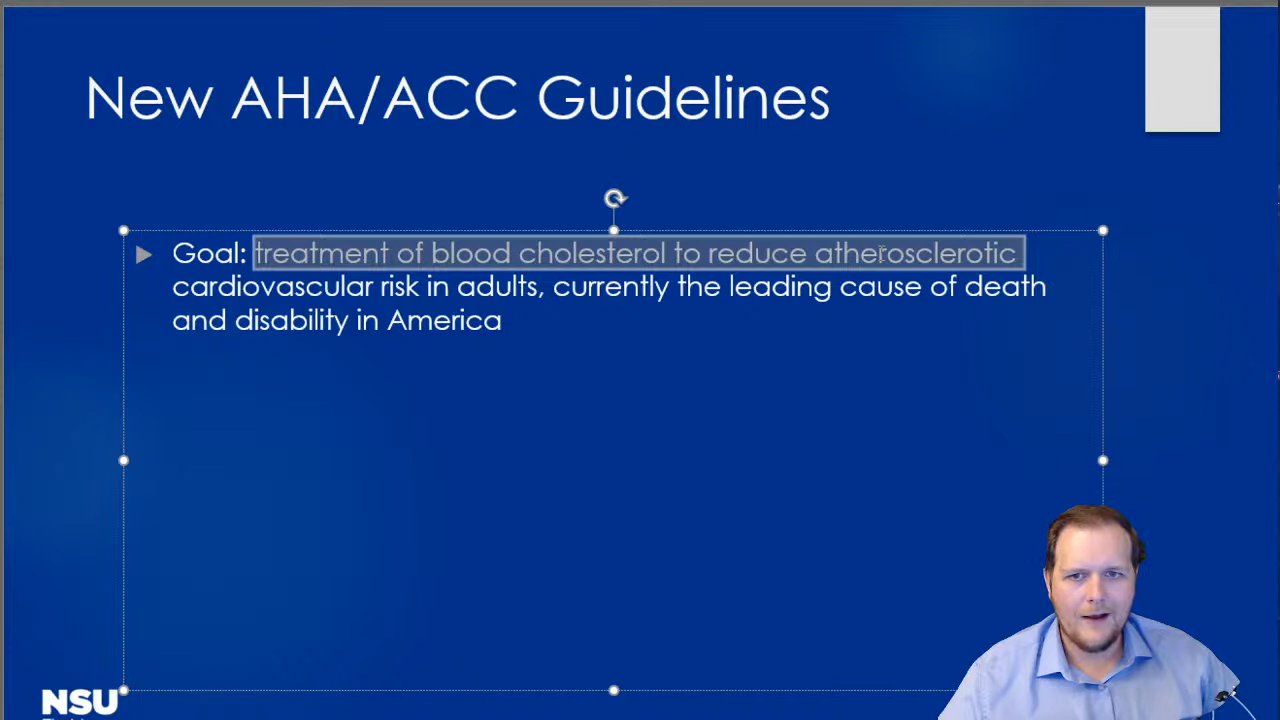 New AHA/ACC Guidelines
Goal: treatment of blood cholesterol to reduce atherosclerotic
cardiovascular risk in adults, currently the leading cause of death
and disability in America
NSU